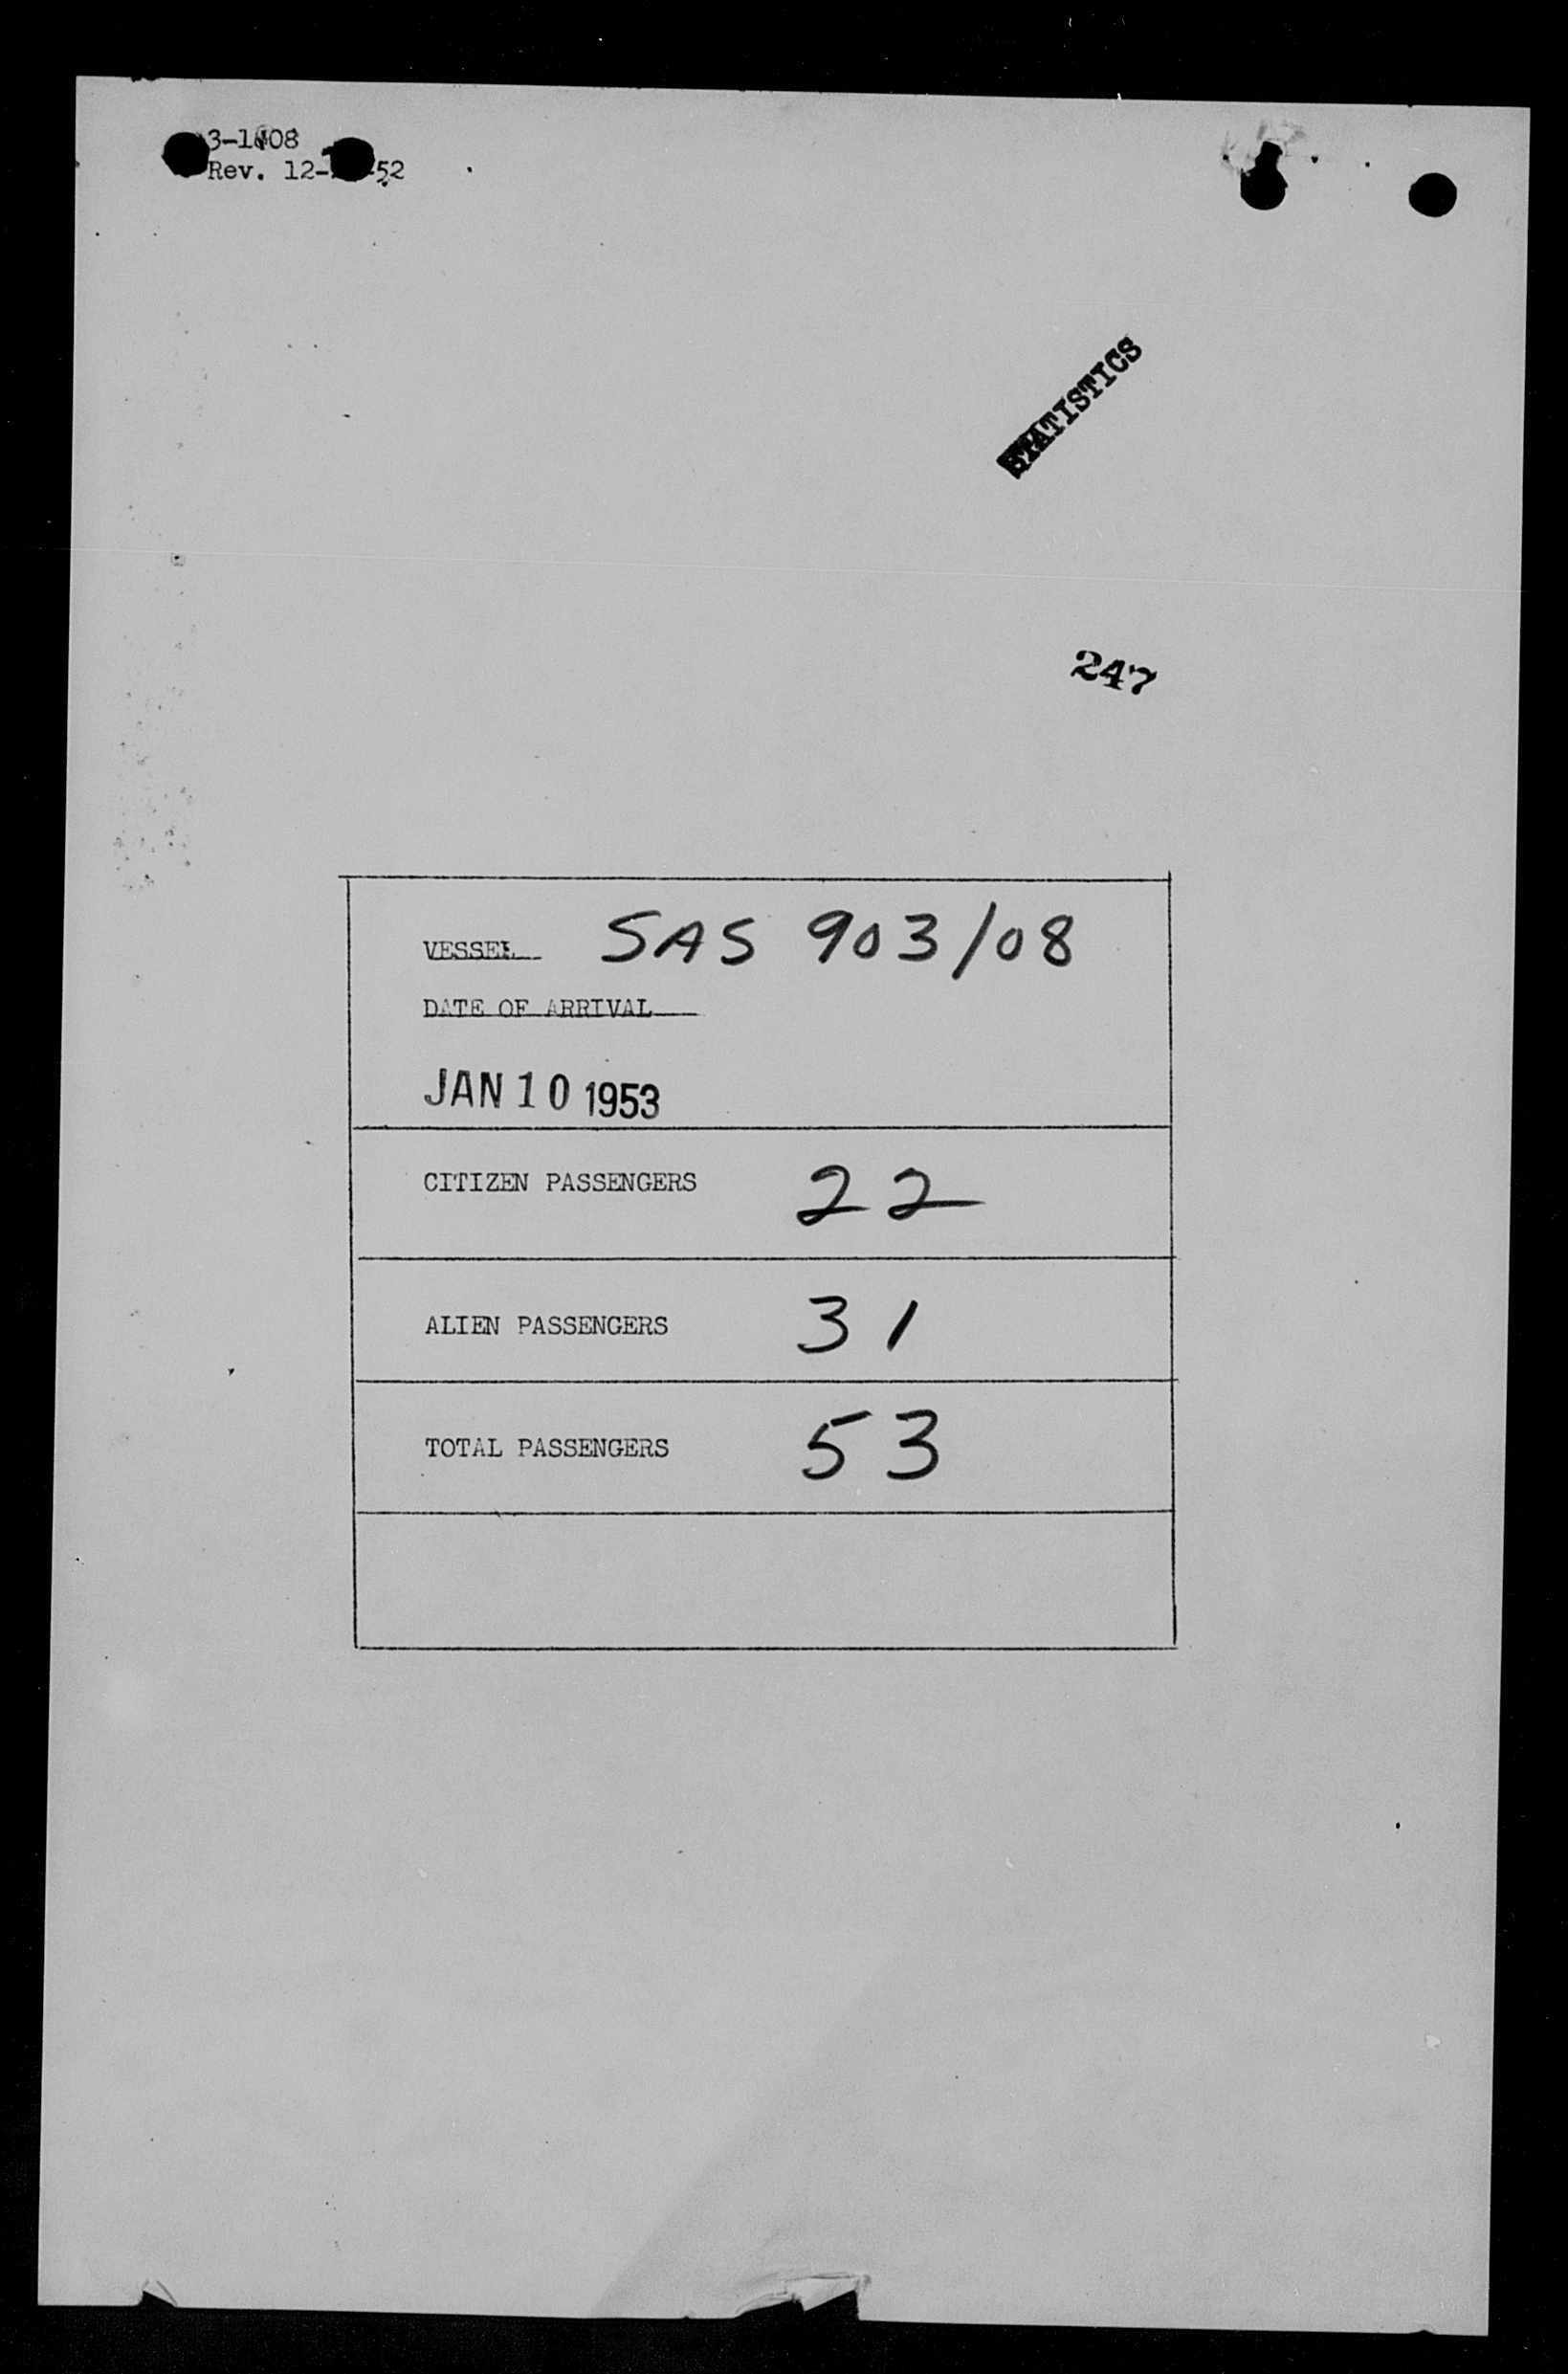 Rev. 12-
52
STATISTICS
247
VESSEL SAS 903/08
DATE OF ARRIVAL
JAN 10 1953
CITIZEN PASSENGERS 22
ALIEN PASSENGERS 31
TOTAL PASSENGERS 53